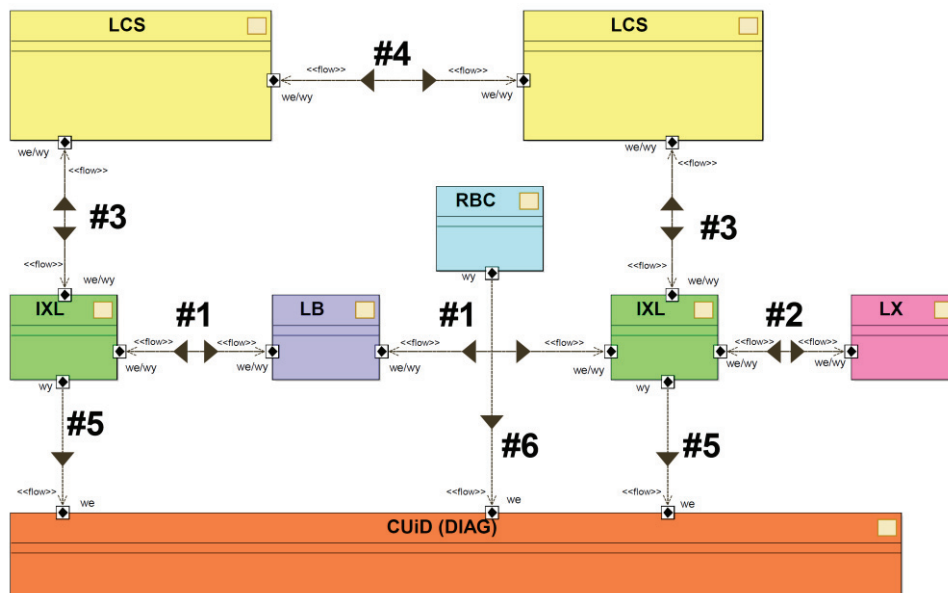 LCS
LCS
#4
<<flow>>
<<flow>>
we/wy
we/wy
we/wy
we/wy
<<flow>>
<<flow>>
RBC
#3
#3
<<flow>>
<<flow>>
wy
we/wy
we/wy
IXL
#1
LB
#1
IXL
#2
LX
<<flow>>
<<flow>>
<<flow>>
<<flow>>
<<flow>>
<<flow>>
we/wy
we/wy
we/wy
we/wy
we/wy
we/wy
wy
wy
#5
#6
#5
<<flow>>
<<flow>>
<<flow>>
we
we
we
CUiD (DIAG)